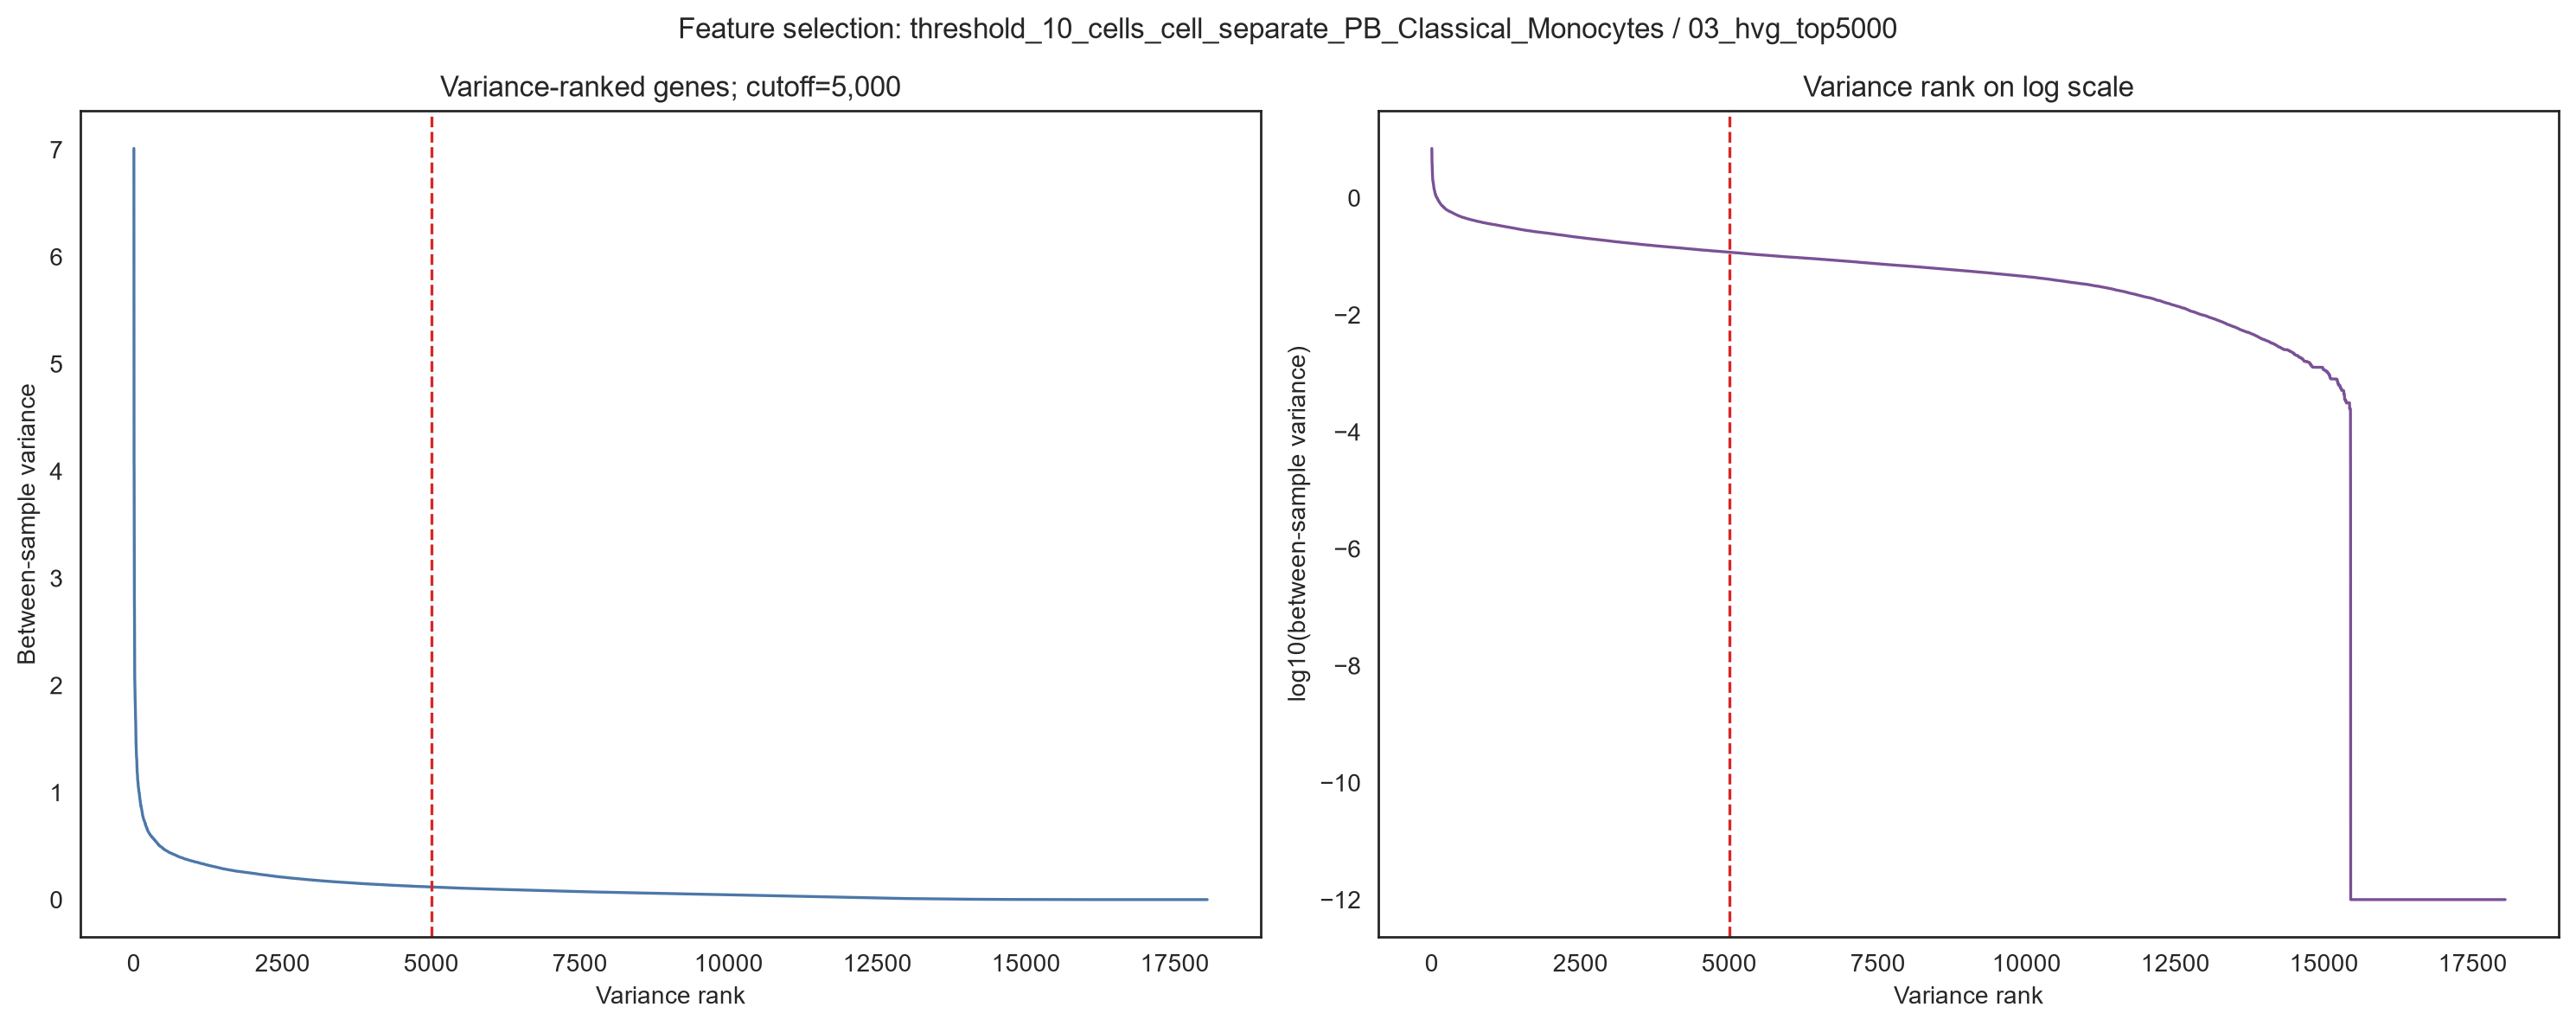 Feature selection: threshold_10_cells_cell_separate_PB_Classical_Monocytes / 03_hvg_top5000
Variance-ranked genes; cutoff=5,000
7
6
5
4
3
2
1
0
Between-sample variance
0 2500 5000 7500 10000 12500 15000 17500
Variance rank
Variance rank on log scale
0
−2
−4
−6
−8
−10
−12
log10(between-sample variance)
0 2500 5000 7500 10000 12500 15000 17500
Variance rank